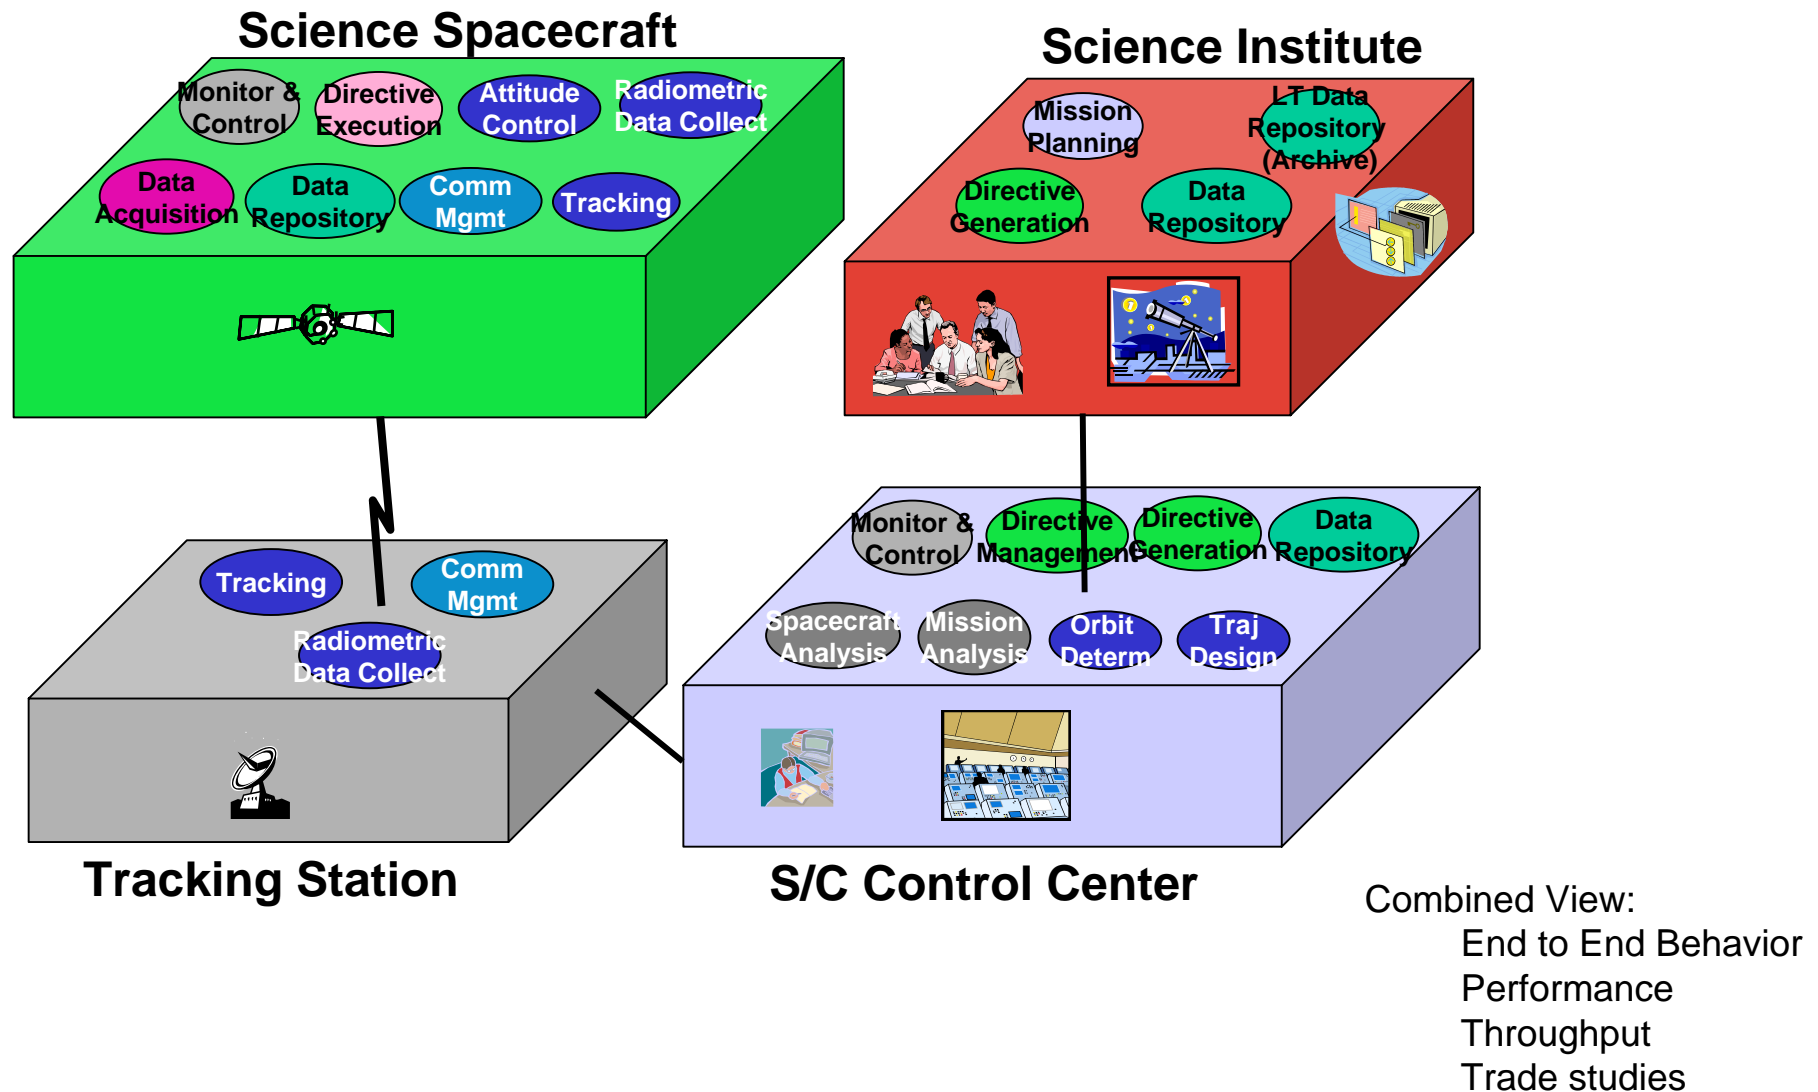 Science Spacecraft
Monitor &
Control
Directive
Execution
Attitude
Control
Radiometric
Data Collect
Data
Acquisition
Data
Repository
Comm
Mgmt
Tracking
Science Institute
Mission
Planning
LT Data
Repository
(Archive)
Directive
Generation
Data
Repository
Tracking
Comm
Mgmt
Radiometric
Data Collect
Tracking Station
Monitor &
Control
Directive
Management
Directive
Generation
Data
Repository
Spacecraft
Analysis
Mission
Analysis
Orbit
Determ
Traj
Design
S/C Control Center
Combined View:
End to End Behavior
Performance
Throughput
Trade studies